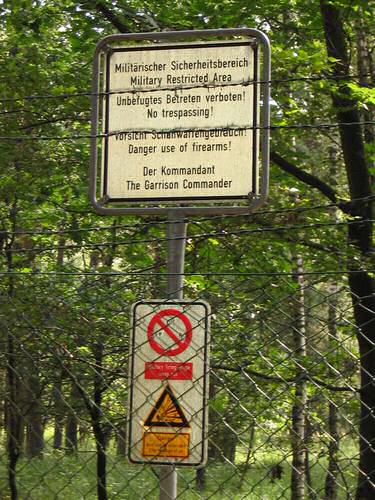 Militärischer Sicherheitsbereich
Military Restricted Area
Unbefugtes Betreten verboten!
No trespassing!
Vorsicht Schußwaffengebrauch!
Danger use of firearms!
Der Kommandant
The Garrison Commander